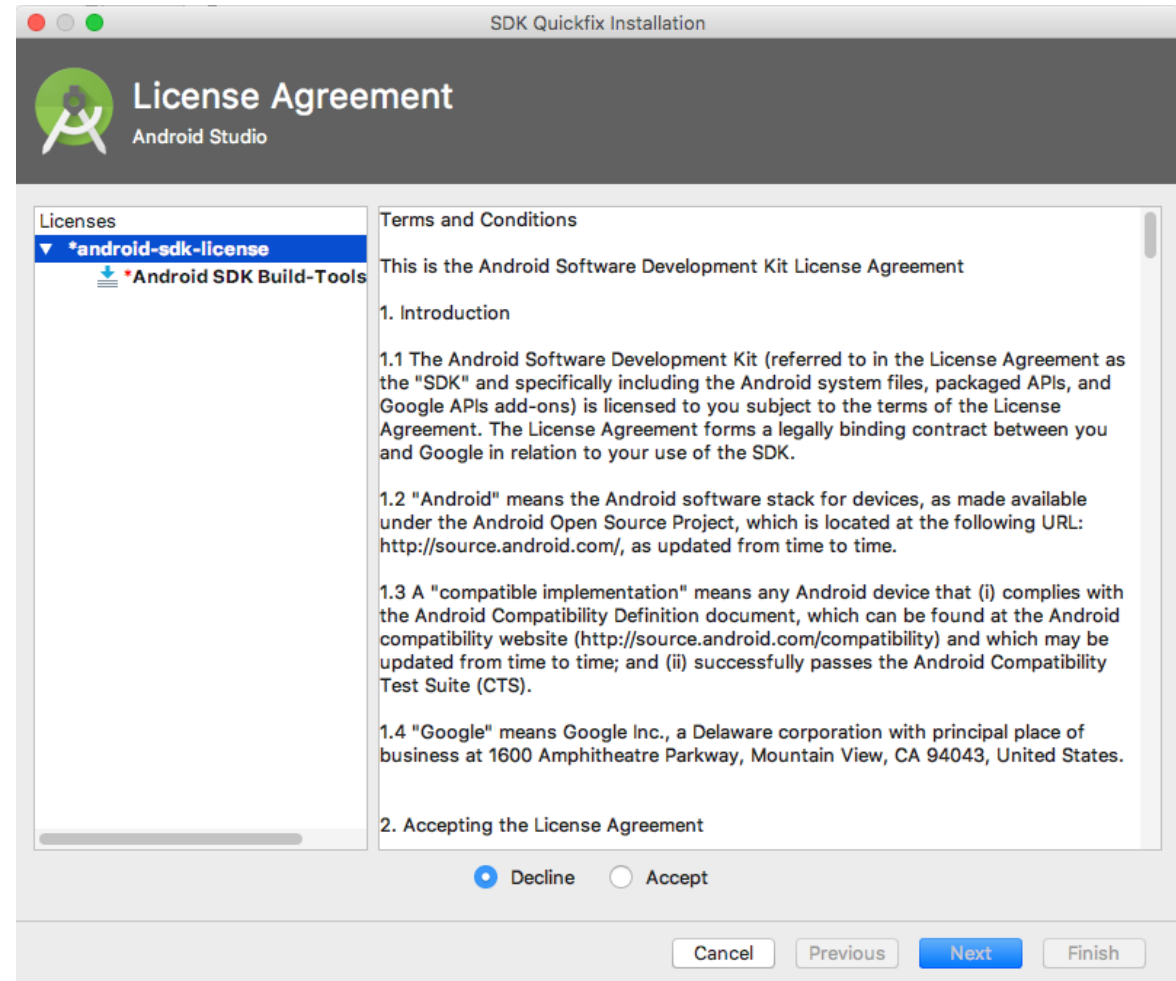 SDK Quickfix Installation
License Agreement
Android Studio
Licenses
*android-sdk-license
*Android SDK Build-Tools
Terms and Conditions
This is the Android Software Development Kit License Agreement
1. Introduction
1.1 The Android Software Development Kit (referred to in the License Agreement as
the "SDK" and specifically including the Android system files, packaged APIs, and
Google APIs add-ons) is licensed to you subject to the terms of the License
Agreement. The License Agreement forms a legally binding contract between you
and Google in relation to your use of the SDK.
1.2 "Android" means the Android software stack for devices, as made available
under the Android Open Source Project, which is located at the following URL:
http://source.android.com/, as updated from time to time.
1.3 A "compatible implementation" means any Android device that (i) complies with
the Android Compatibility Definition document, which can be found at the Android
compatibility website (http://source.android.com/compatibility) and which may be
updated from time to time; and (ii) successfully passes the Android Compatibility
Test Suite (CTS).
1.4 "Google" means Google Inc., a Delaware corporation with principal place of
business at 1600 Amphitheatre Parkway, Mountain View, CA 94043, United States.
2. Accepting the License Agreement
Decline Accept
Cancel Previous Next Finish